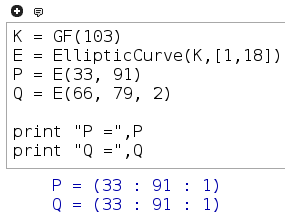 K = GF(103)
E = EllipticCurve(K,[1,18])
P = E(33, 91)
Q = E(66, 79, 2)
print "P =",P
print "Q =",Q
P = (33 : 91 : 1)
Q = (33 : 91 : 1)